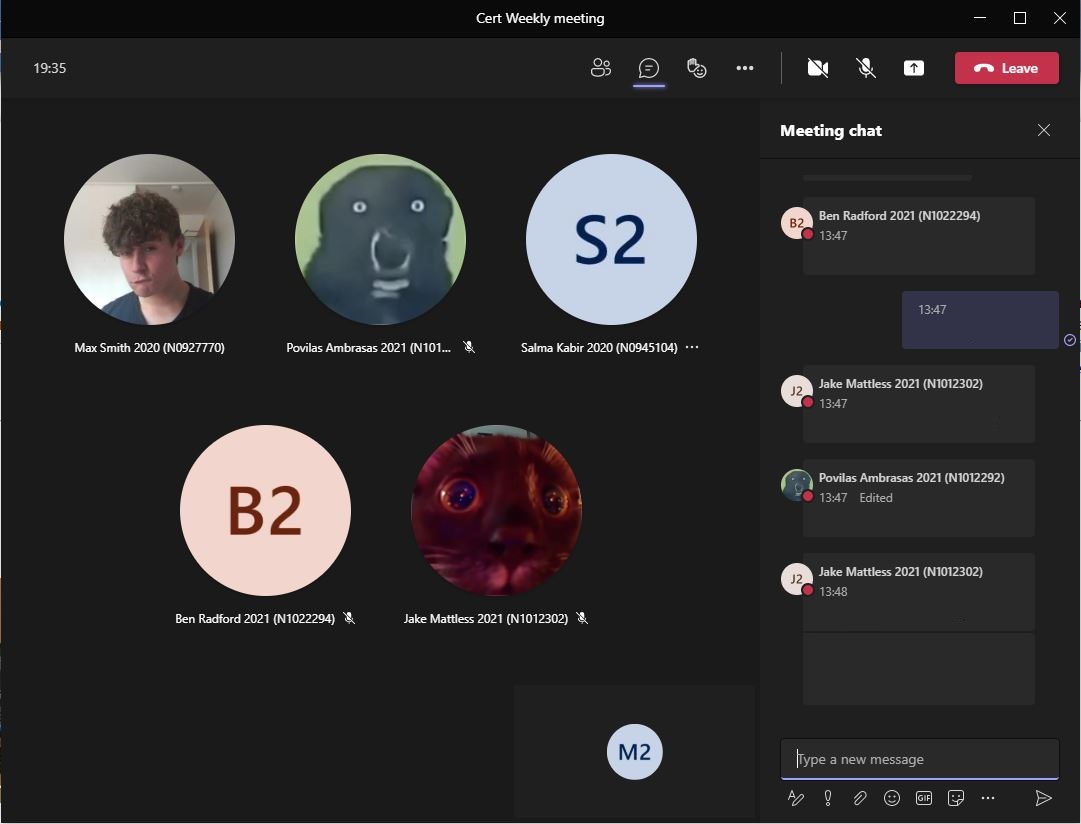 Cert Weekly meeting
19:35
Leave
Meeting chat
S2
Max Smith 2020 (N0927770)
Povilas Ambrasas 2021 (N101...
Salma Kabir 2020 (N0945104) ...
B2
Ben Radford 2021 (N1022294)
Jake Mattless 2021 (N1012302)
M2
B2
Ben Radford 2021 (N1022294)
13:47
13:47
J2
Jake Mattless 2021 (N1012302)
13:47
Povilas Ambrasas 2021 (N1012292)
13:47 Edited
J2
Jake Mattless 2021 (N1012302)
13:48
Type a new message
GIF